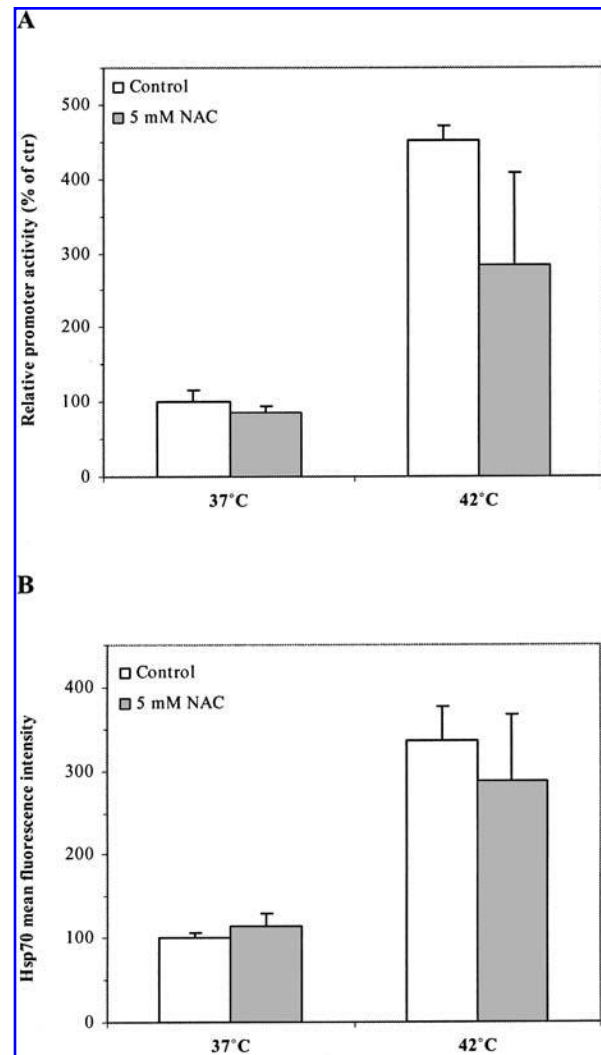 A
Relative promoter activity (% of ctr)
Control
5 mM NAC
500
400
300
200
100
0
37˚C
42˚C
B
Hsp70 mean fluorescence intensity
Control
5 mM NAC
400
300
200
100
0
37˚C
42˚C